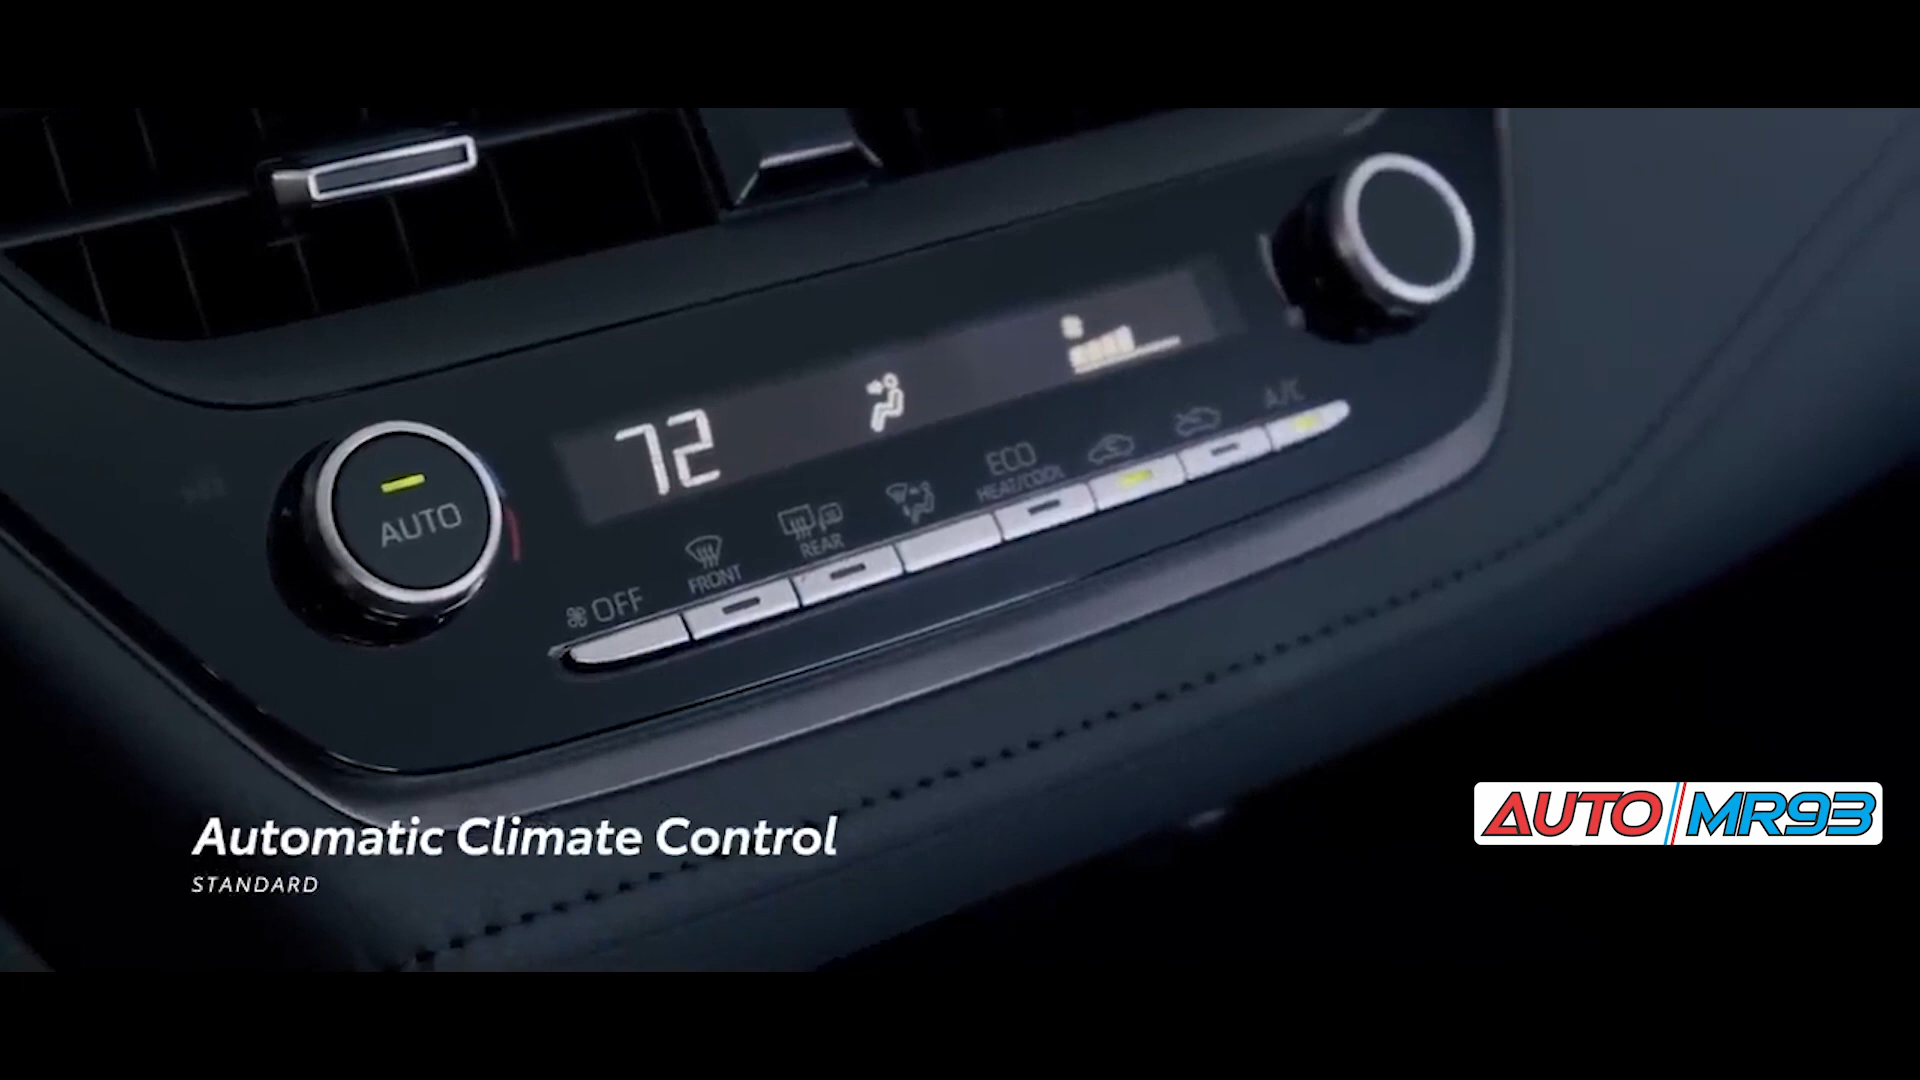 72
AUTO
OFF
FRONT
REAR
ECO
HEAT/COOL
A/C
Automatic Climate Control
STANDARD
AUTO/MR93